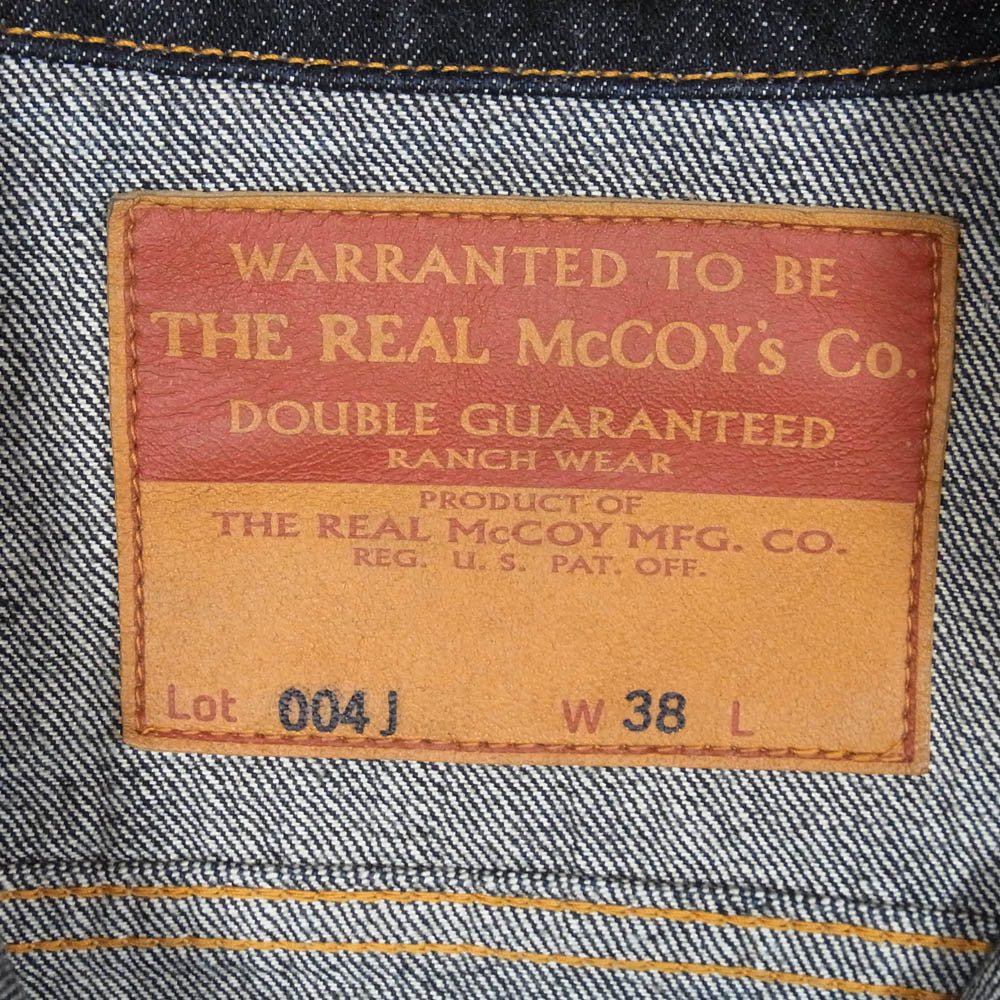 WARRANTED TO BE
THE REAL McCOY's Co.
DOUBLE GUARANTEED
RANCH WEAR
PRODUCT OF
THE REAL McCOY MFG. CO.
REG. U. S. PAT. OFF.
Lot 004J W 38 L